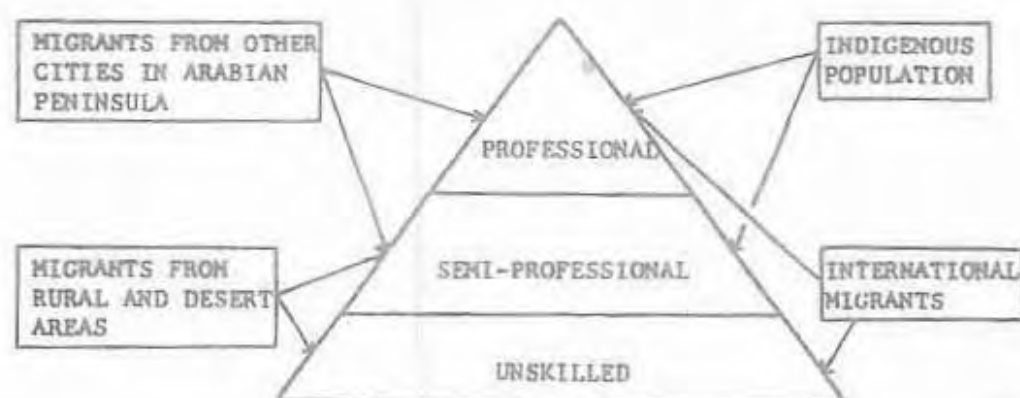 MIGRANTS FROM OTHER
CITIES IN ARABIAN
PENINSULA
INDIGENOUS
POPULATION
PROFESSIONAL
SEMI-PROFESSIONAL
MIGRANTS FROM
RURAL AND DESERT
AREAS
INTERNATIONAL
MIGRANTS
UNSKILLED